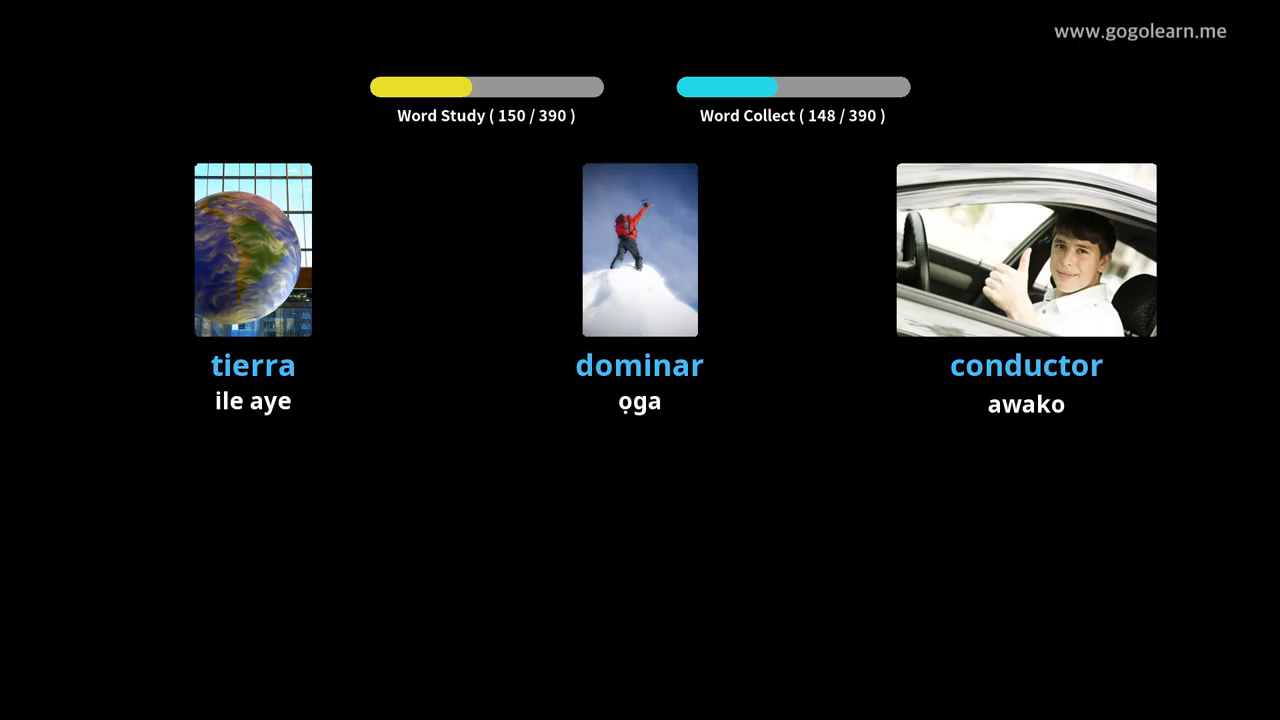 www.gogolearn.me
Word Study ( 150 / 390 )
Word Collect ( 148 / 390 )
tierra
dominar
conductor
ile aye
ọga
awako